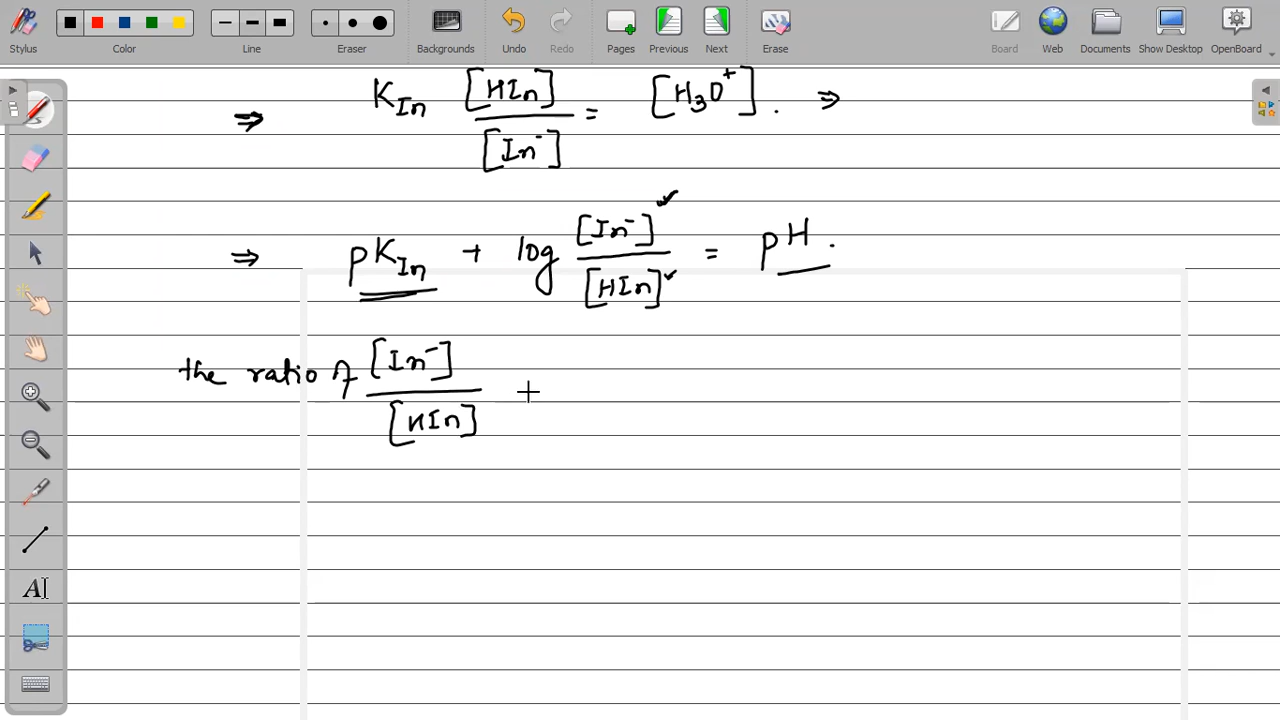 Stylus Color Line Eraser Backgrounds Undo Redo Pages Previous Next Erase Board Web Documents Show Desktop OpenBoard
⇒ K_In [HIn]/[In⁻] = [H₃O⁺]. ⇒
⇒ pK_In + log [In⁻]/[HIn] = pH.
the ratio of [In⁻]/[HIn]
AI